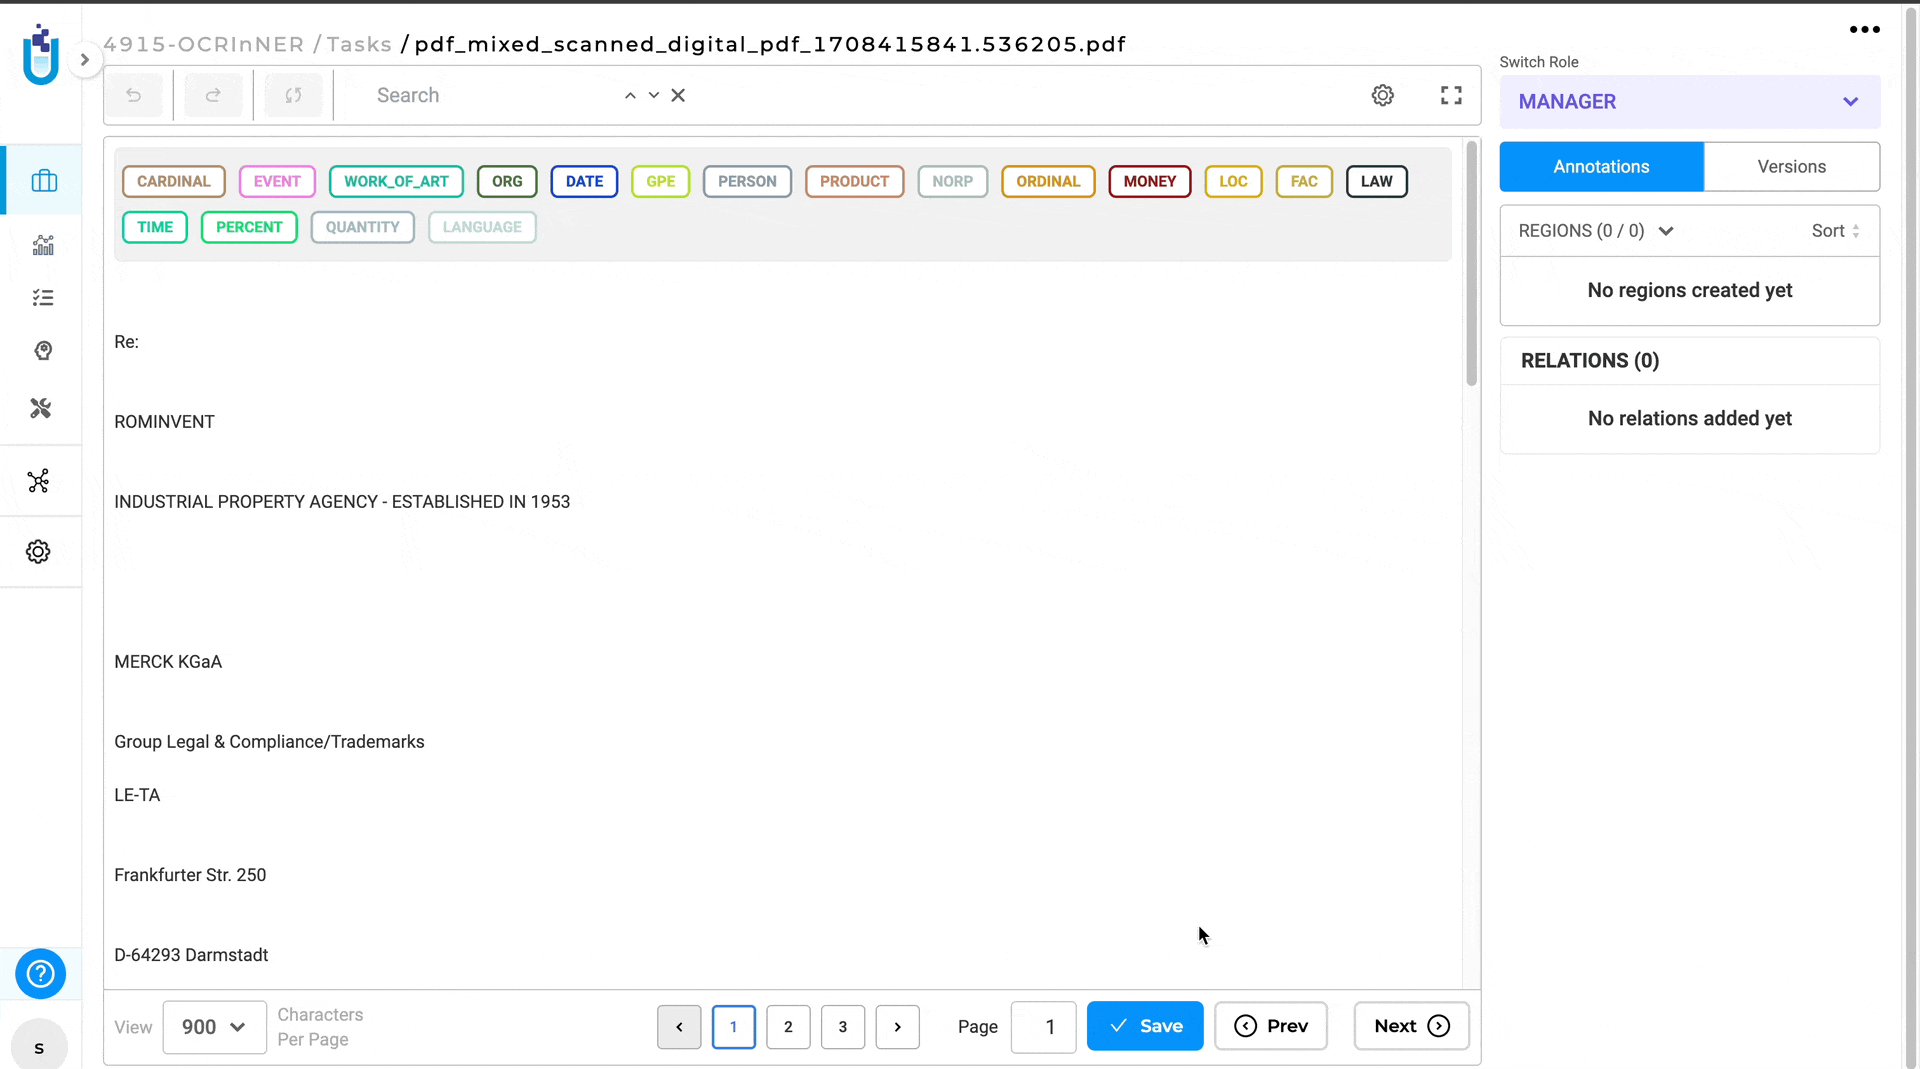 4915-OCRInNER / Tasks / pdf_mixed_scanned_digital_pdf_1708415841.536205.pdf
Search
CARDINAL EVENT WORK_OF_ART ORG DATE GPE PERSON PRODUCT NORP ORDINAL MONEY LOC FAC LAW
TIME PERCENT QUANTITY LANGUAGE
Re:
ROMINVENT
INDUSTRIAL PROPERTY AGENCY - ESTABLISHED IN 1953
MERCK KGaA
Group Legal & Compliance/Trademarks
LE-TA
Frankfurter Str. 250
D-64293 Darmstadt
View 900 Characters Per Page
1 2 3
Page 1
Save
Prev
Next
Switch Role
MANAGER
Annotations Versions
REGIONS (0 / 0) Sort
No regions created yet
RELATIONS (0)
No relations added yet
s